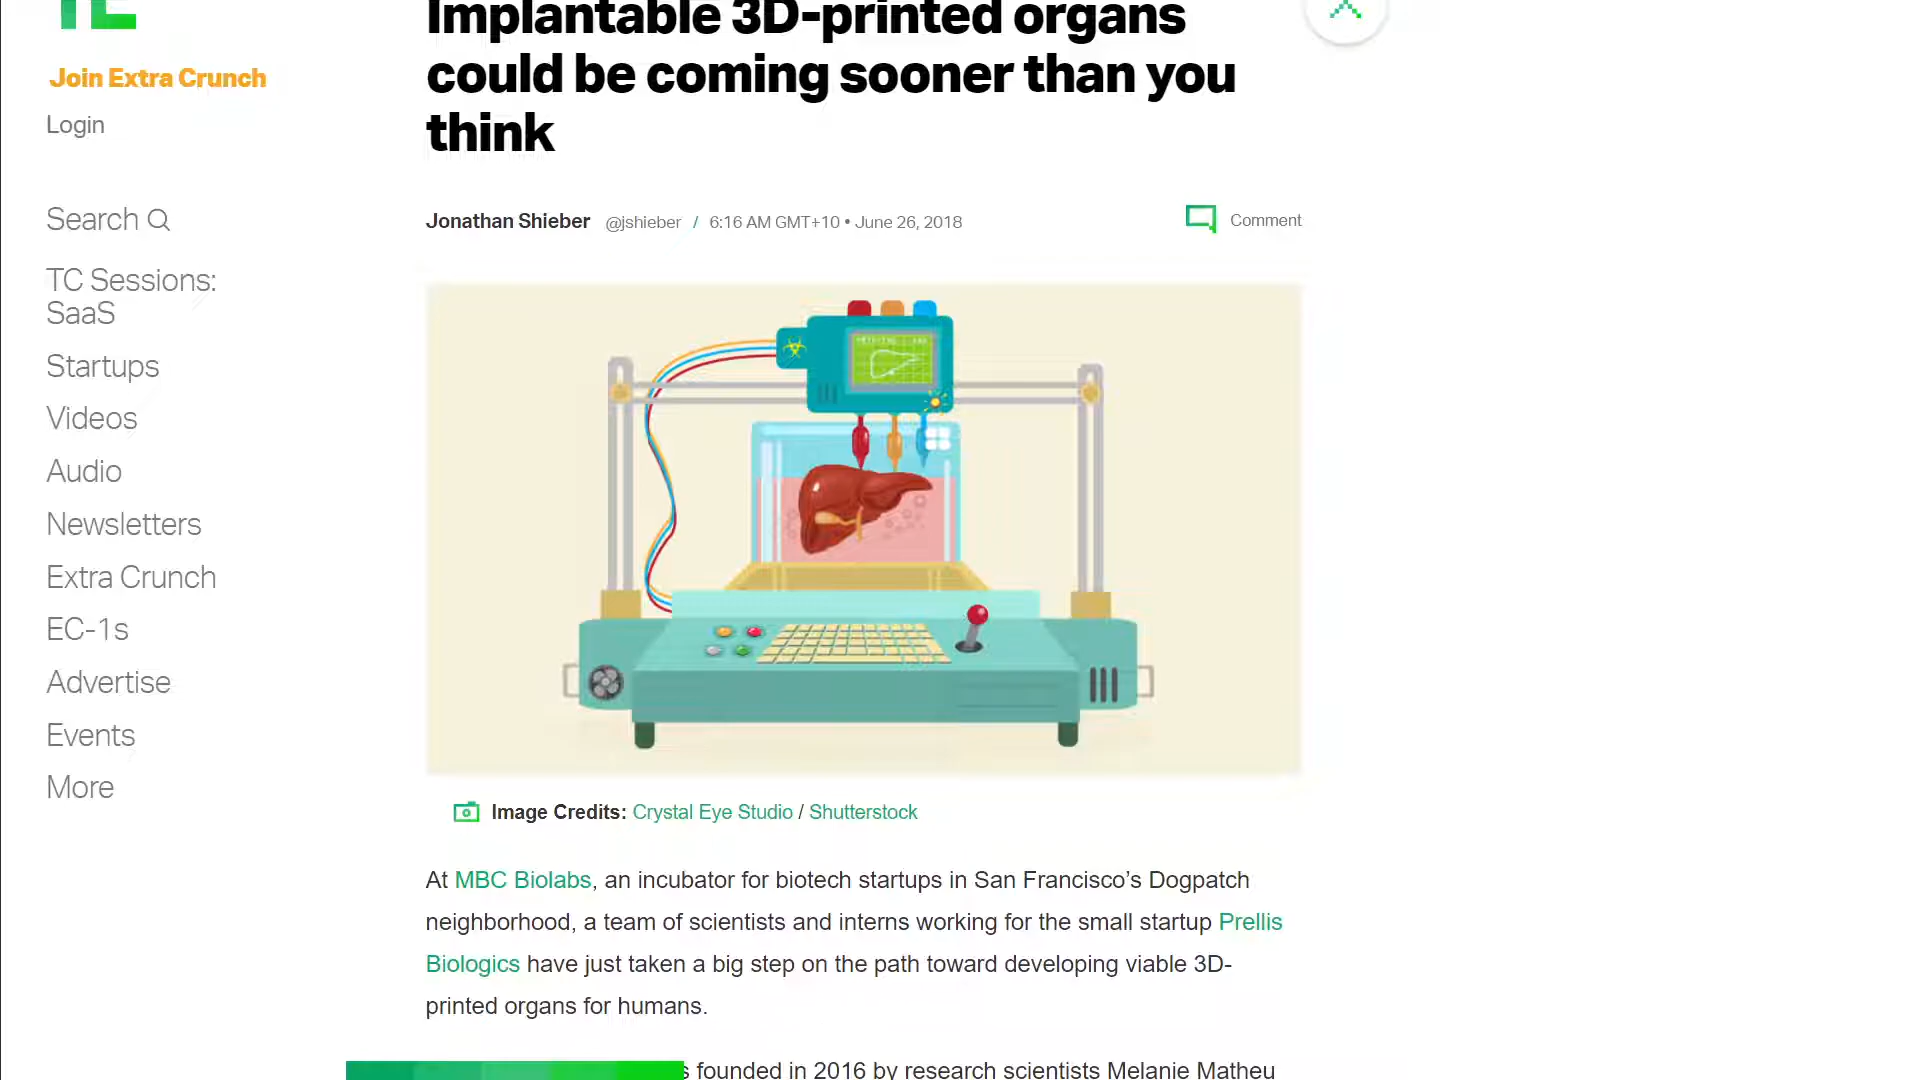 TC
Join Extra Crunch
Login
Search
TC Sessions:
SaaS
Startups
Videos
Audio
Newsletters
Extra Crunch
EC-1s
Advertise
Events
More
Implantable 3D-printed organs
could be coming sooner than you
think
Jonathan Shieber @jshieber / 6:16 AM GMT+10 • June 26, 2018
Comment
Image Credits: Crystal Eye Studio / Shutterstock
At MBC Biolabs, an incubator for biotech startups in San Francisco’s Dogpatch
neighborhood, a team of scientists and interns working for the small startup Prellis
Biologics have just taken a big step on the path toward developing viable 3D-
printed organs for humans.
founded in 2016 by research scientists Melanie Matheu